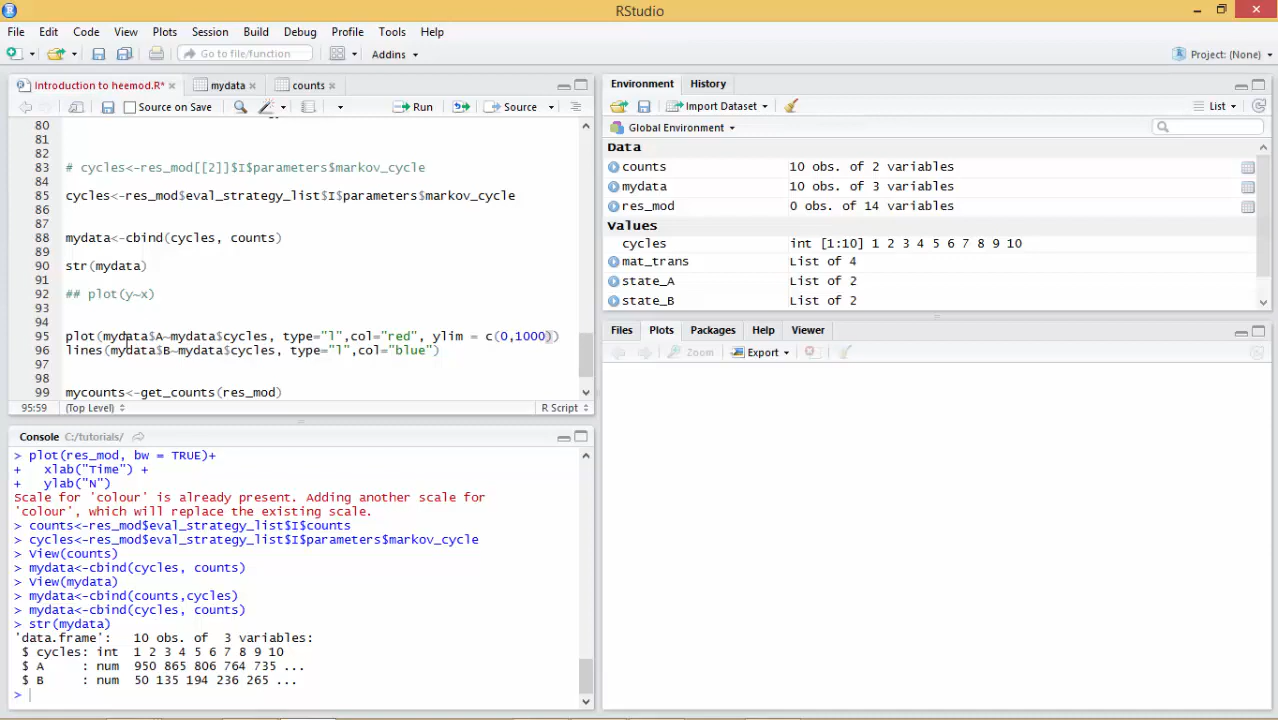 RStudio
File Edit Code View Plots Session Build Debug Profile Tools Help
Go to file/function Addins Project: (None)
Introduction to heemod.R* mydata counts
Source on Save Run Source
80
81
82
83 # cycles<-res_mod[[2]]$I$parameters$markov_cycle
84
85 cycles<-res_mod$eval_strategy_list$I$parameters$markov_cycle
86
87
88 mydata<-cbind(cycles, counts)
89
90 str(mydata)
91
92 ## plot(y~x)
93
94
95 plot(mydata$A~mydata$cycles, type="l",col="red", ylim = c(0,1000))
96 lines(mydata$B~mydata$cycles, type="l",col="blue")
97
98
99 mycounts<-get_counts(res_mod)
95:59 (Top Level) R Script
Console C:/tutorials/
> plot(res_mod, bw = TRUE)+
+ xlab("Time") +
+ ylab("N")
Scale for 'colour' is already present. Adding another scale for
'colour', which will replace the existing scale.
> counts<-res_mod$eval_strategy_list$I$counts
> cycles<-res_mod$eval_strategy_list$I$parameters$markov_cycle
> View(counts)
> mydata<-cbind(cycles, counts)
> View(mydata)
> mydata<-cbind(counts,cycles)
> mydata<-cbind(cycles, counts)
> str(mydata)
'data.frame': 10 obs. of 3 variables:
$ cycles: int 1 2 3 4 5 6 7 8 9 10
$ A : num 950 865 806 764 735 ...
$ B : num 50 135 194 236 265 ...
>
Environment History
Import Dataset List
Global Environment
Data
counts 10 obs. of 2 variables
mydata 10 obs. of 3 variables
res_mod 0 obs. of 14 variables
Values
cycles int [1:10] 1 2 3 4 5 6 7 8 9 10
mat_trans List of 4
state_A List of 2
state_B List of 2
Files Plots Packages Help Viewer
Zoom Export